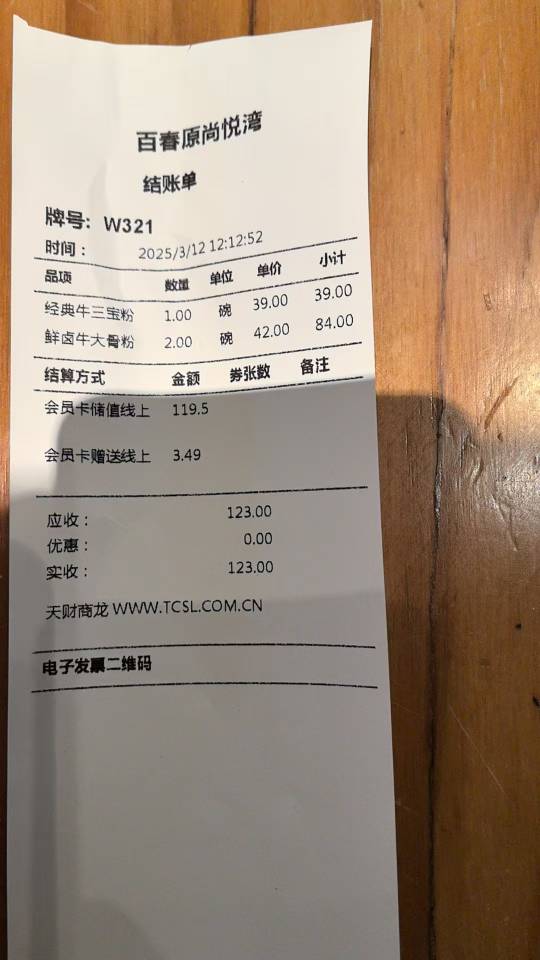 百春原尚悦湾
结账单
牌号: W321
时间： 2025/3/12 12:12:52
品项 数量 单位 单价 小计
经典牛三宝粉 1.00 碗 39.00 39.00
鲜卤牛大骨粉 2.00 碗 42.00 84.00
结算方式 金额 券张数 备注
会员卡储值线上 119.5
会员卡赠送线上 3.49
应收： 123.00
优惠： 0.00
实收： 123.00
天财商龙 WWW.TCSL.COM.CN
电子发票二维码